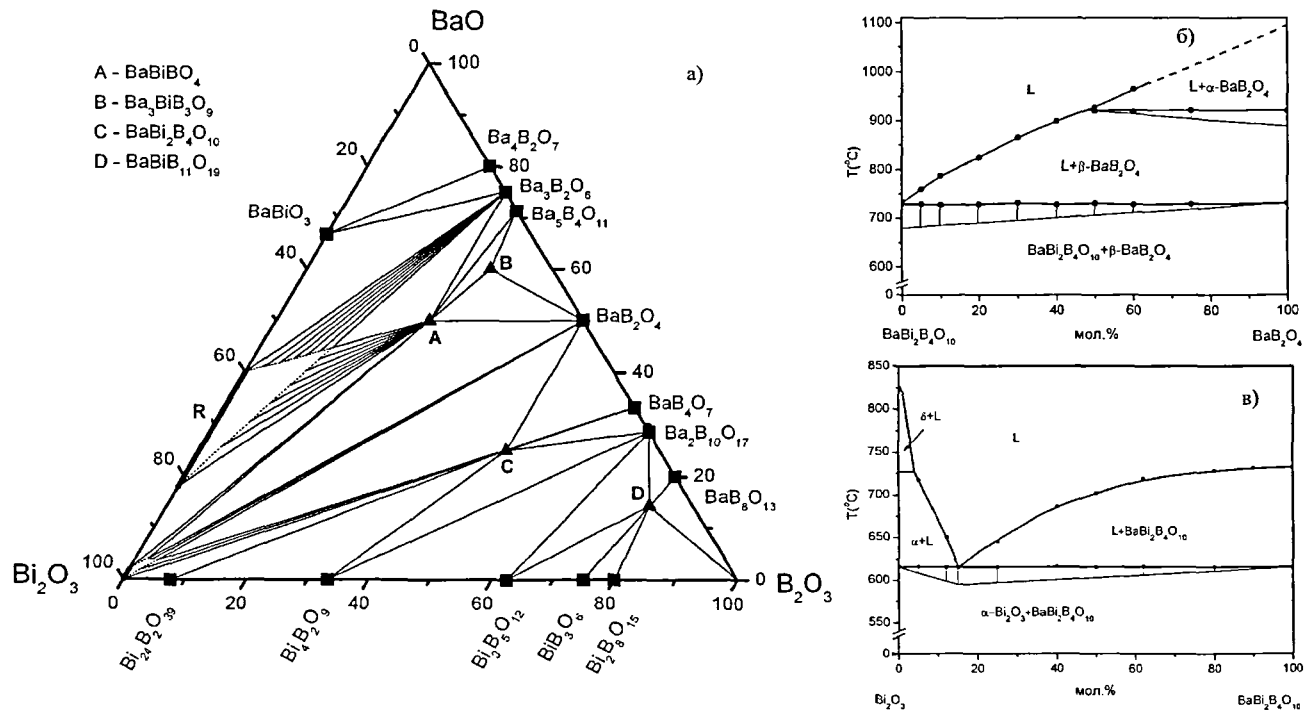 BaO
A - BaBiBO₄
B - Ba₃BiB₃O₉
C - BaBi₂B₄O₁₀
D - BaBiB₁₁O₁₉
а)
0
100
20
80
40
60
60
40
80
20
100
0
Ba₄B₂O₇
Ba₃B₂O₆
Ba₅B₄O₁₁
BaBiO₃
BaB₂O₄
BaB₄O₇
Ba₂B₁₀O₁₇
BaB₈O₁₃
A
B
C
D
R
Bi₂O₃
B₂O₃
0 20 40 60 80 100
Bi₂₄B₂O₃₉
Bi₄B₂O₉
Bi₃B₅O₁₂
BiB₃O₆
Bi₂B₈O₁₅
б)
T(°C)
1100
1000
900
800
700
600
0
L
L+α-BaB₂O₄
L+β-BaB₂O₄
BaBi₂B₄O₁₀+β-BaB₂O₄
0 20 40 60 80 100
BaBi₂B₄O₁₀ мол.% BaB₂O₄
в)
T(°C)
850
800
750
700
650
600
550
0
δ+L
L
α+L
L+BaBi₂B₄O₁₀
α-Bi₂O₃+BaBi₂B₄O₁₀
0 20 40 60 80 100
Bi₂O₃ мол.% BaBi₂B₄O₁₀